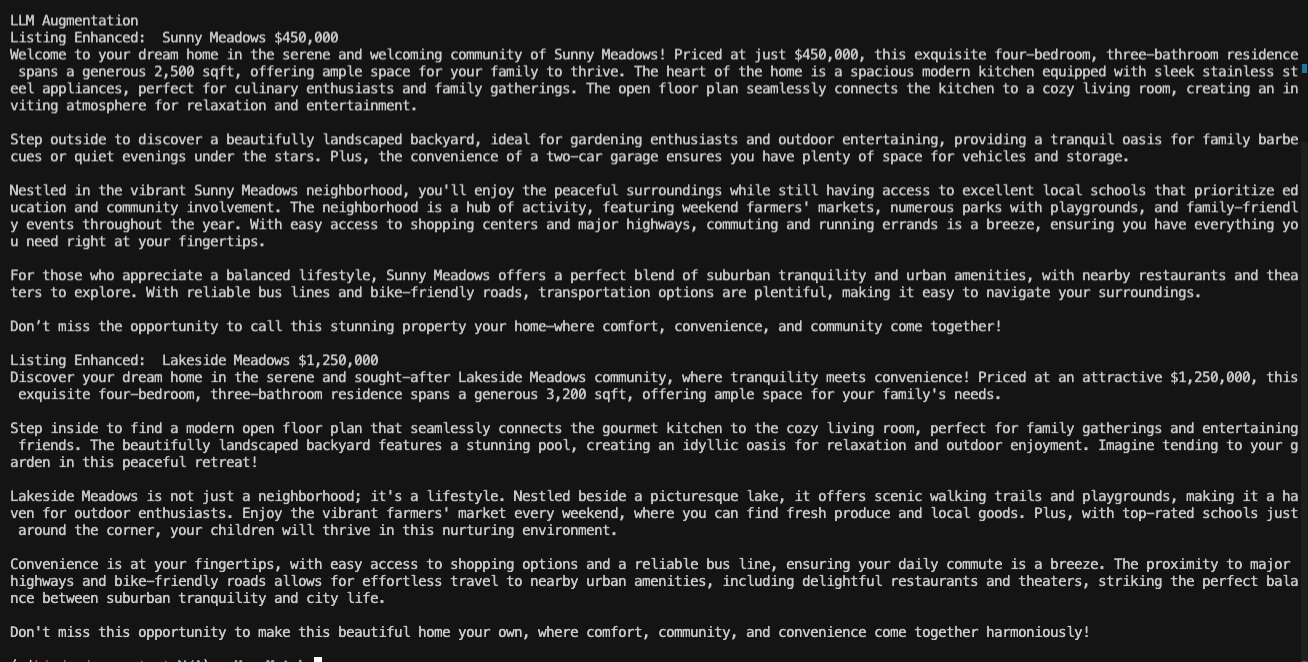 LLM Augmentation
Listing Enhanced:  Sunny Meadows $450,000
Welcome to your dream home in the serene and welcoming community of Sunny Meadows! Priced at just $450,000, this exquisite four-bedroom, three-bathroom residence
 spans a generous 2,500 sqft, offering ample space for your family to thrive. The heart of the home is a spacious modern kitchen equipped with sleek stainless st
eel appliances, perfect for culinary enthusiasts and family gatherings. The open floor plan seamlessly connects the kitchen to a cozy living room, creating an in
viting atmosphere for relaxation and entertainment.

Step outside to discover a beautifully landscaped backyard, ideal for gardening enthusiasts and outdoor entertaining, providing a tranquil oasis for family barbe
cues or quiet evenings under the stars. Plus, the convenience of a two-car garage ensures you have plenty of space for vehicles and storage.

Nestled in the vibrant Sunny Meadows neighborhood, you'll enjoy the peaceful surroundings while still having access to excellent local schools that prioritize ed
ucation and community involvement. The neighborhood is a hub of activity, featuring weekend farmers' markets, numerous parks with playgrounds, and family-friendl
y events throughout the year. With easy access to shopping centers and major highways, commuting and running errands is a breeze, ensuring you have everything yo
u need right at your fingertips.

For those who appreciate a balanced lifestyle, Sunny Meadows offers a perfect blend of suburban tranquility and urban amenities, with nearby restaurants and thea
ters to explore. With reliable bus lines and bike-friendly roads, transportation options are plentiful, making it easy to navigate your surroundings.

Don’t miss the opportunity to call this stunning property your home—where comfort, convenience, and community come together!

Listing Enhanced:  Lakeside Meadows $1,250,000
Discover your dream home in the serene and sought-after Lakeside Meadows community, where tranquility meets convenience! Priced at an attractive $1,250,000, this
 exquisite four-bedroom, three-bathroom residence spans a generous 3,200 sqft, offering ample space for your family's needs.

Step inside to find a modern open floor plan that seamlessly connects the gourmet kitchen to the cozy living room, perfect for family gatherings and entertaining
 friends. The beautifully landscaped backyard features a stunning pool, creating an idyllic oasis for relaxation and outdoor enjoyment. Imagine tending to your g
arden in this peaceful retreat!

Lakeside Meadows is not just a neighborhood; it's a lifestyle. Nestled beside a picturesque lake, it offers scenic walking trails and playgrounds, making it a ha
ven for outdoor enthusiasts. Enjoy the vibrant farmers' market every weekend, where you can find fresh produce and local goods. Plus, with top-rated schools just
 around the corner, your children will thrive in this nurturing environment.

Convenience is at your fingertips, with easy access to shopping options and a reliable bus line, ensuring your daily commute is a breeze. The proximity to major
highways and bike-friendly roads allows for effortless travel to nearby urban amenities, including delightful restaurants and theaters, striking the perfect bala
nce between suburban tranquility and city life.

Don't miss this opportunity to make this beautiful home your own, where comfort, community, and convenience come together harmoniously!